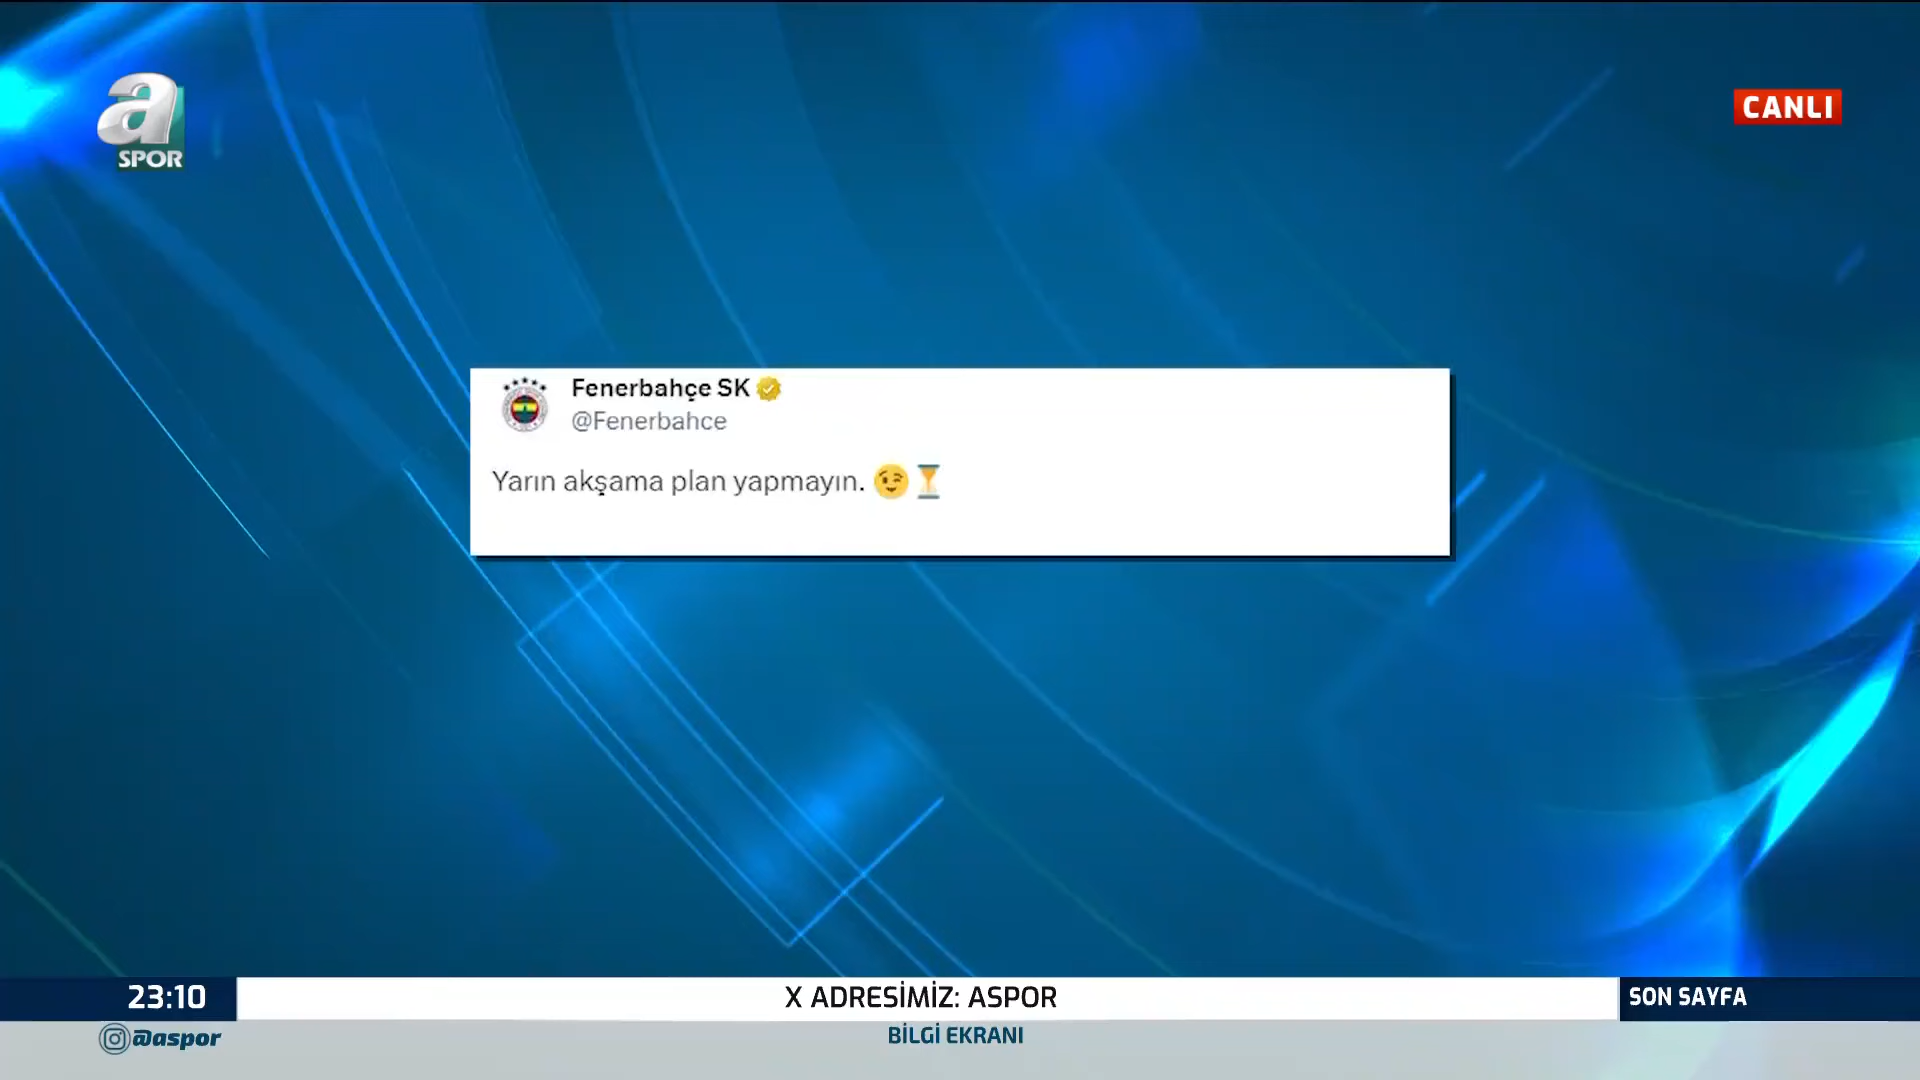 a
SPOR
CANLI
Fenerbahçe SK
@Fenerbahce
Yarın akşama plan yapmayın. 😉⏳
23:10
X ADRESİMİZ: ASPOR
SON SAYFA
@aspor
BİLGİ EKRANI